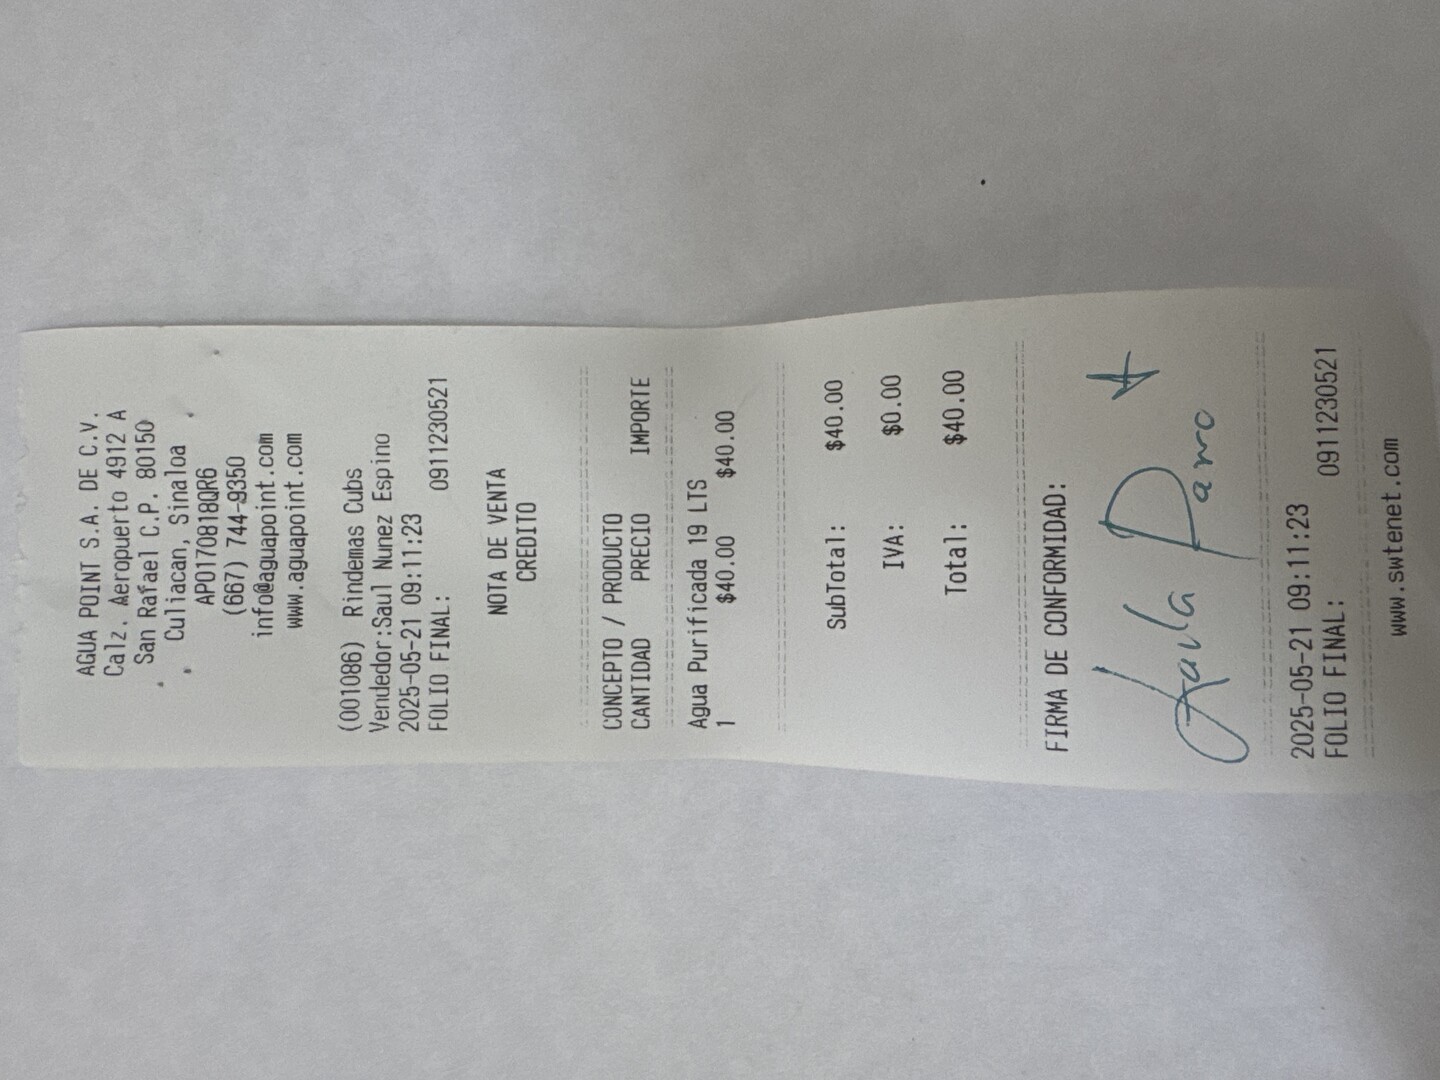 AGUA POINT S.A. DE C.V.
Calz. Aeropuerto 4912 A
San Rafael C.P. 80150
Culiacan, Sinaloa
APO170818QR6
(667) 744-9350
info@aguapoint.com
www.aguapoint.com
(001086) Rindemas Cubs
Vendedor:Saul Nunez Espino
2025-05-21 09:11:23
FOLIO FINAL: 0911230521
NOTA DE VENTA
CREDITO
CONCEPTO / PRODUCTO
CANTIDAD PRECIO IMPORTE
Agua Purificada 19 LTS
1 $40.00 $40.00
SubTotal: $40.00
IVA: $0.00
Total: $40.00
FIRMA DE CONFORMIDAD:
2025-05-21 09:11:23
FOLIO FINAL: 0911230521
www.swtenet.com